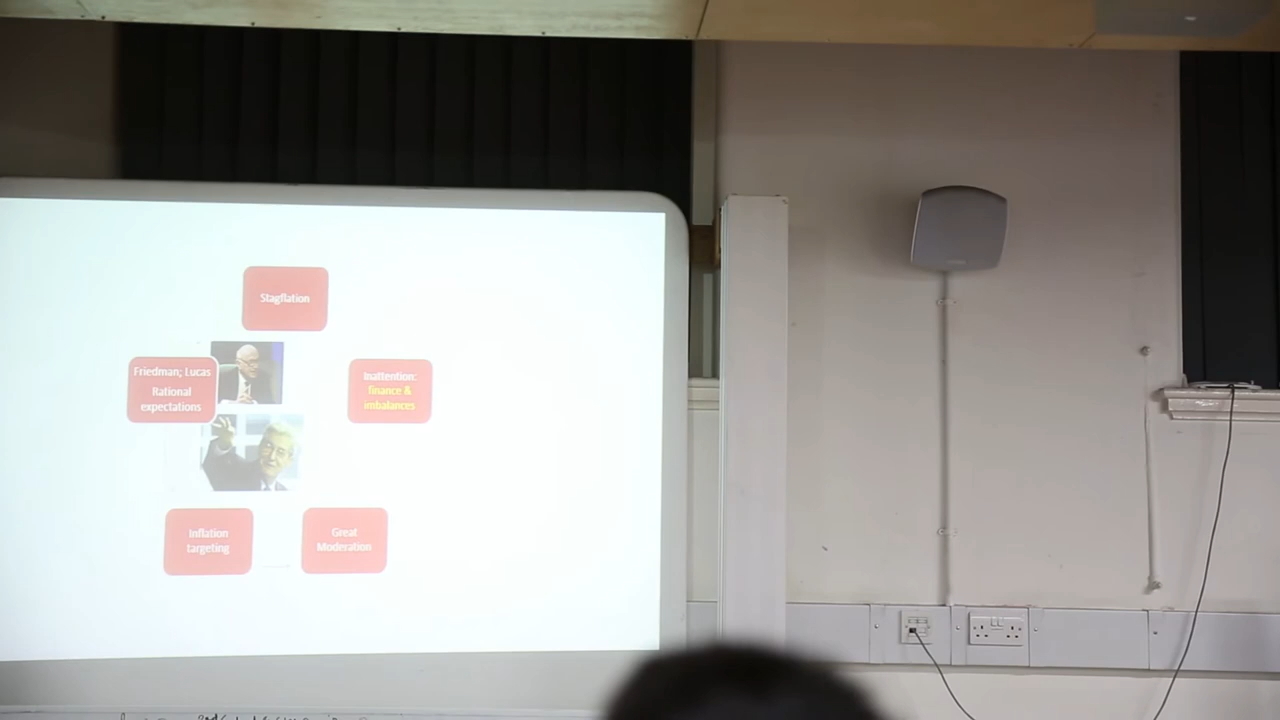 Stagflation
Friedman; Lucas
Rational
expectations
Inattention:
finance &
imbalances
Inflation
targeting
Great
Moderation